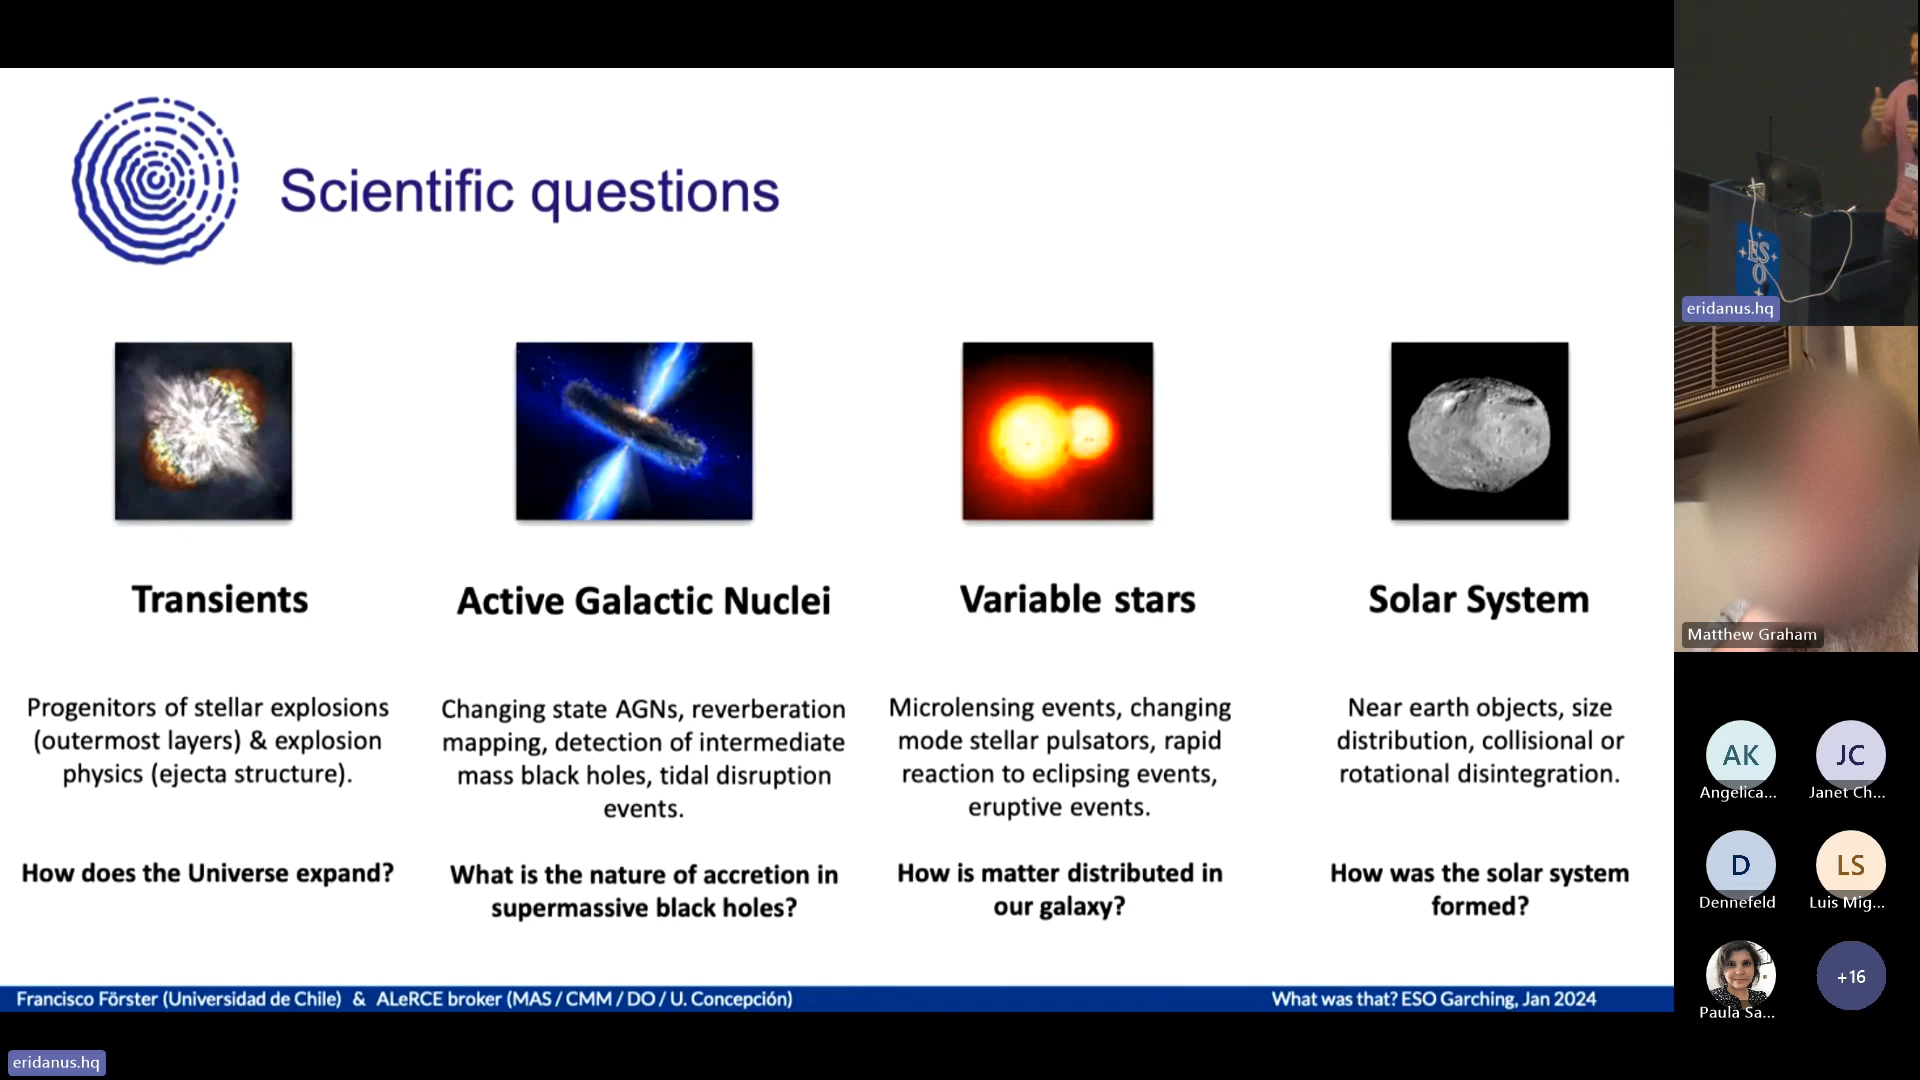 Scientific questions
Transients
Active Galactic Nuclei
Variable stars
Solar System
Progenitors of stellar explosions
(outermost layers) & explosion
physics (ejecta structure).
Changing state AGNs, reverberation
mapping, detection of intermediate
mass black holes, tidal disruption
events.
Microlensing events, changing
mode stellar pulsators, rapid
reaction to eclipsing events,
eruptive events.
Near earth objects, size
distribution, collisional or
rotational disintegration.
How does the Universe expand?
What is the nature of accretion in
supermassive black holes?
How is matter distributed in
our galaxy?
How was the solar system
formed?
Francisco Förster (Universidad de Chile) & ALeRCE broker (MAS / CMM / DO / U. Concepción)
What was that? ESO Garching, Jan 2024
eridanus.hq
ES
O
eridanus.hq
Matthew Graham
AK
Angelica...
JC
Janet Ch...
D
Dennefeld
LS
Luis Mig...
Paula Sa...
+16